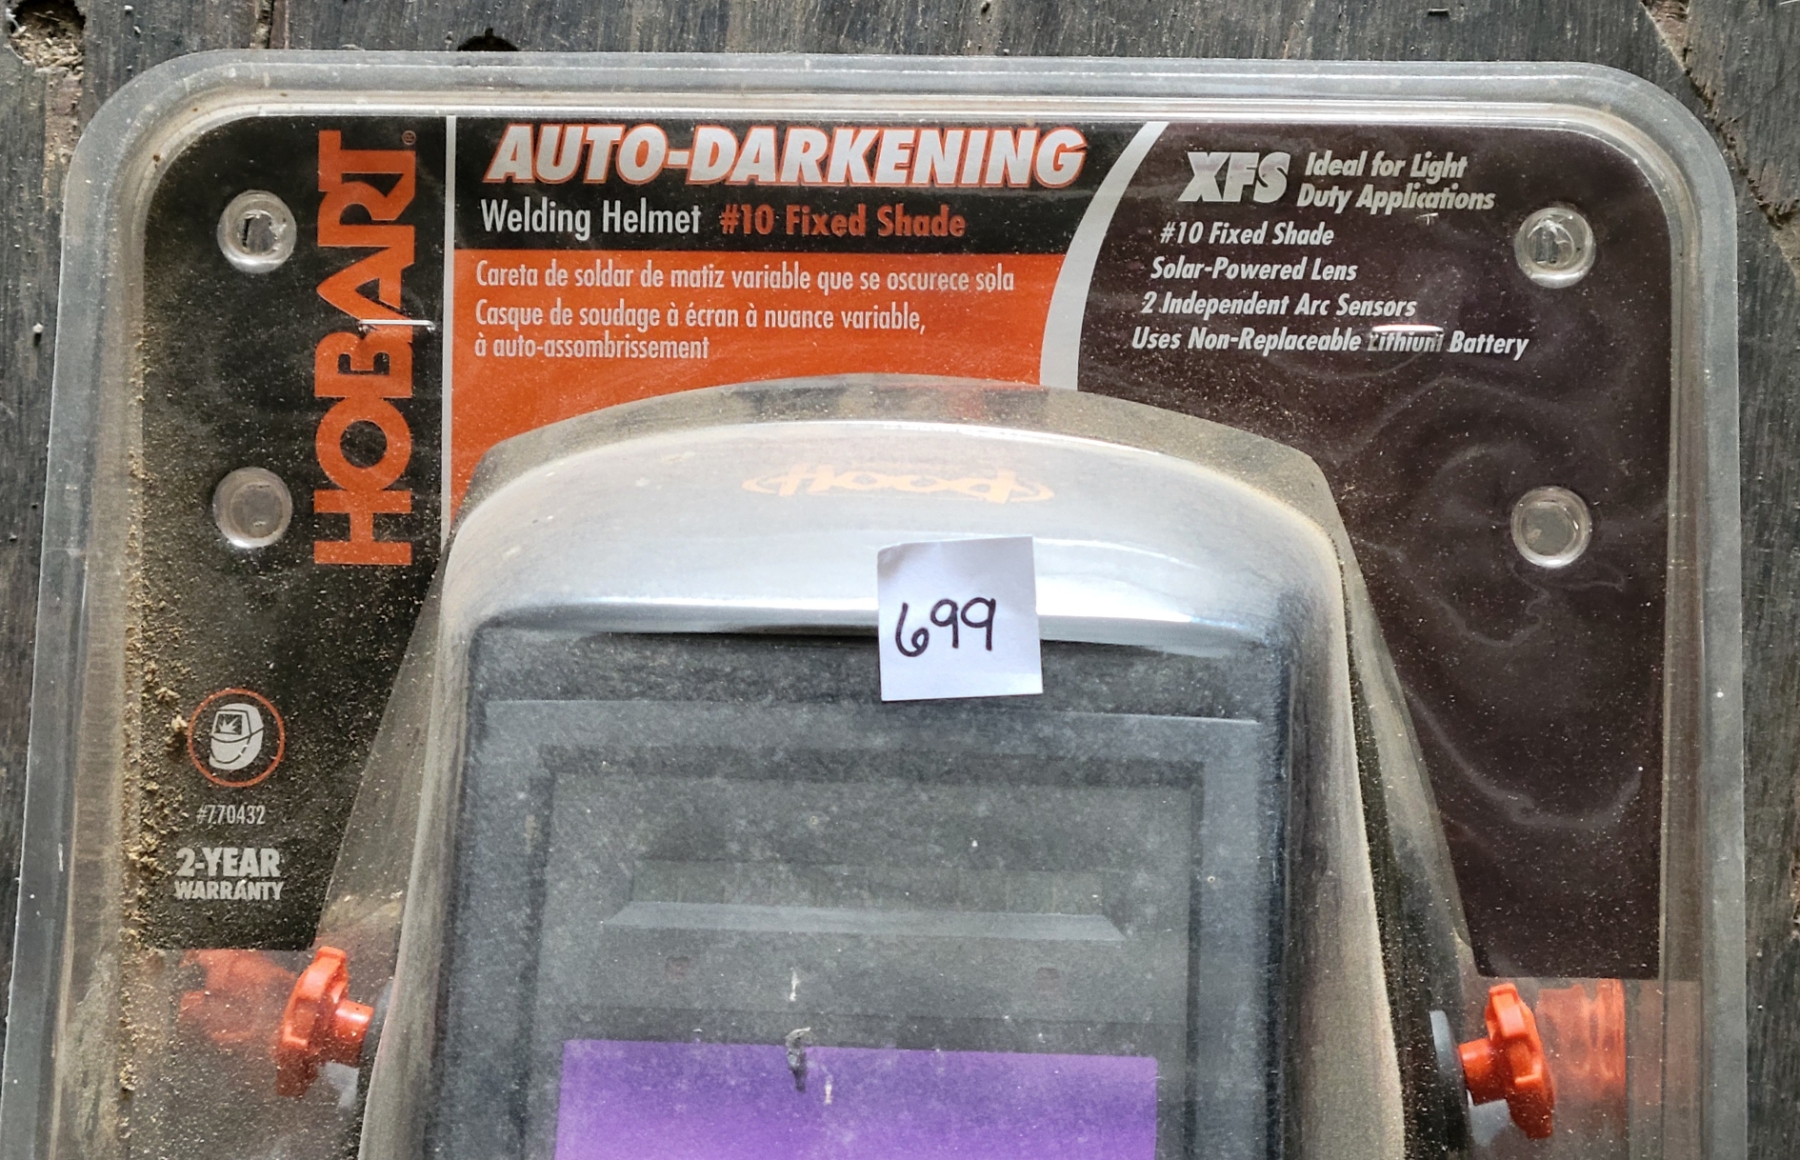 HOBART®
AUTO-DARKENING
Welding Helmet #10 Fixed Shade
Careta de soldar de matiz variable que se oscurece sola
Casque de soudage à écran à nuance variable,
à auto-assombrissement
XFS Ideal for Light
Duty Applications
#10 Fixed Shade
Solar-Powered Lens
2 Independent Arc Sensors
Uses Non-Replaceable Lithium Battery
Hood
699
#770432
2-YEAR
WARRANTY